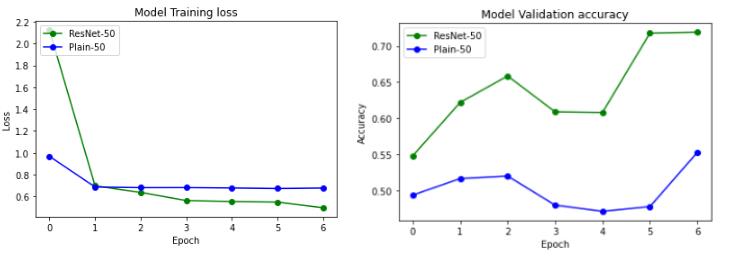 Model Training loss
2.2
2.0
1.8
1.6
1.4
1.2
1.0
0.8
0.6
Loss
ResNet-50
Plain-50
0 1 2 3 4 5 6
Epoch
Model Validation accuracy
0.70
0.65
0.60
0.55
0.50
Accuracy
ResNet-50
Plain-50
0 1 2 3 4 5 6
Epoch